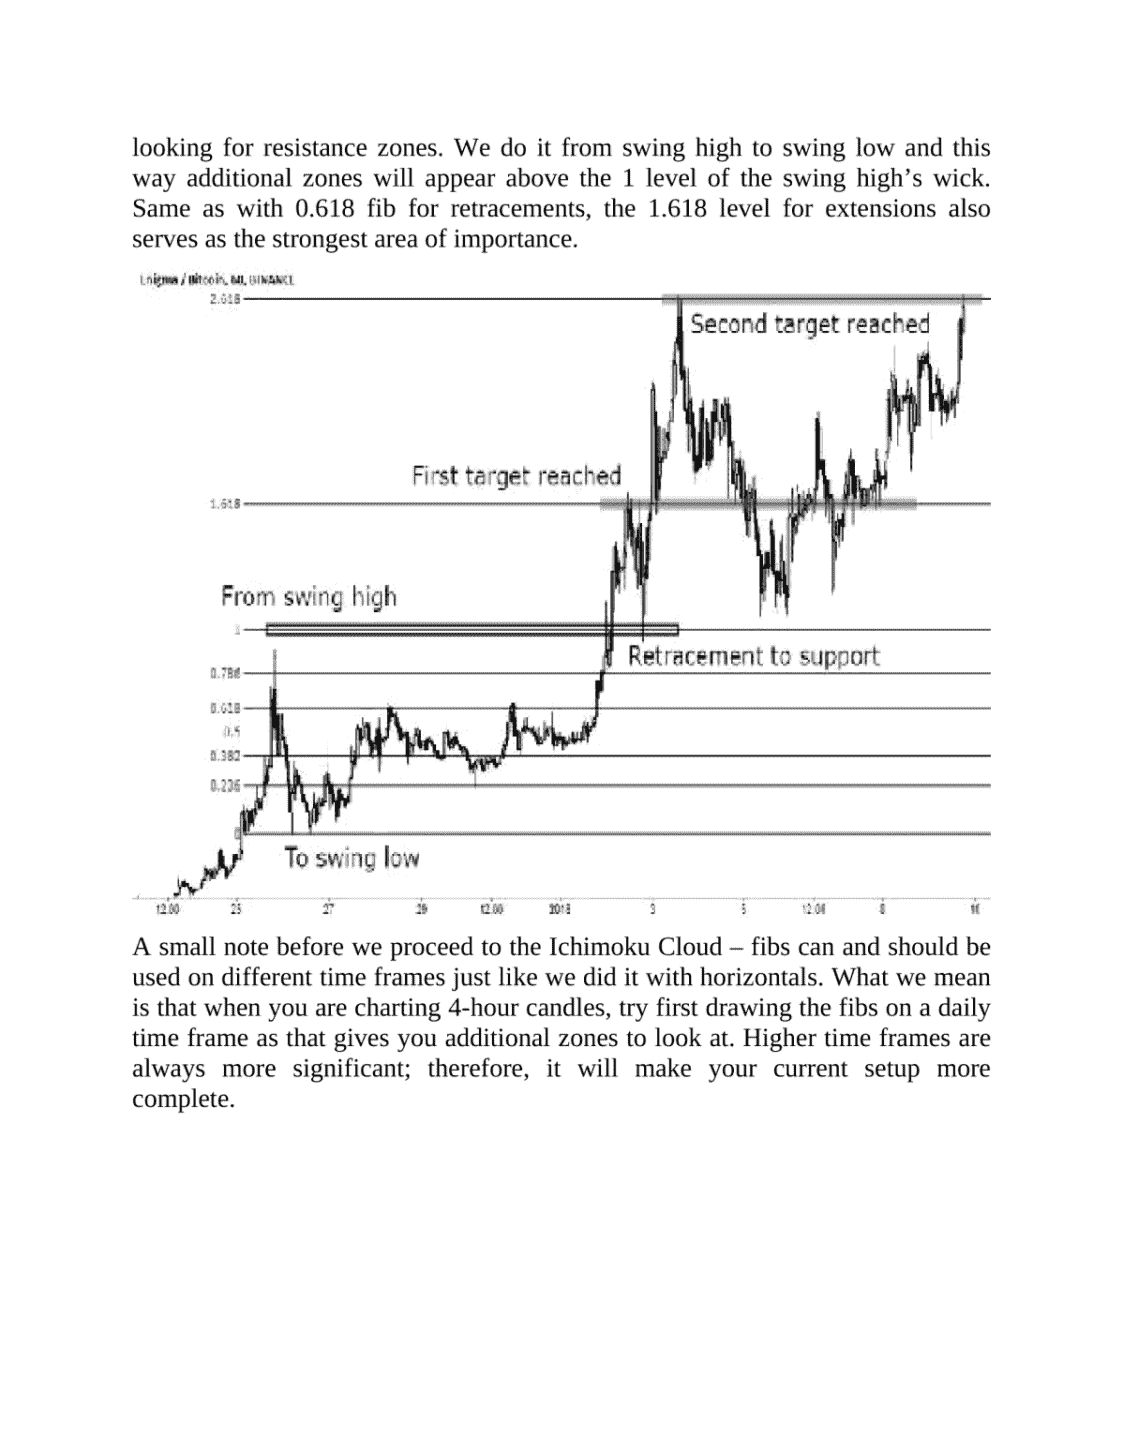 looking for resistance zones. We do it from swing high to swing low and this
way additional zones will appear above the 1 level of the swing high’s wick.
Same as with 0.618 fib for retracements, the 1.618 level for extensions also
serves as the strongest area of importance.
Enigma / Bitcoin, BINANCE
2.618
Second target reached
First target reached
1.618
From swing high
1
Retracement to support
0.786
0.618
0.5
0.382
0.236
0
To swing low
12:00 25 27 29 12:00 2018 3 5 12:00 8
A small note before we proceed to the Ichimoku Cloud – fibs can and should be
used on different time frames just like we did it with horizontals. What we mean
is that when you are charting 4-hour candles, try first drawing the fibs on a daily
time frame as that gives you additional zones to look at. Higher time frames are
always more significant; therefore, it will make your current setup more
complete.